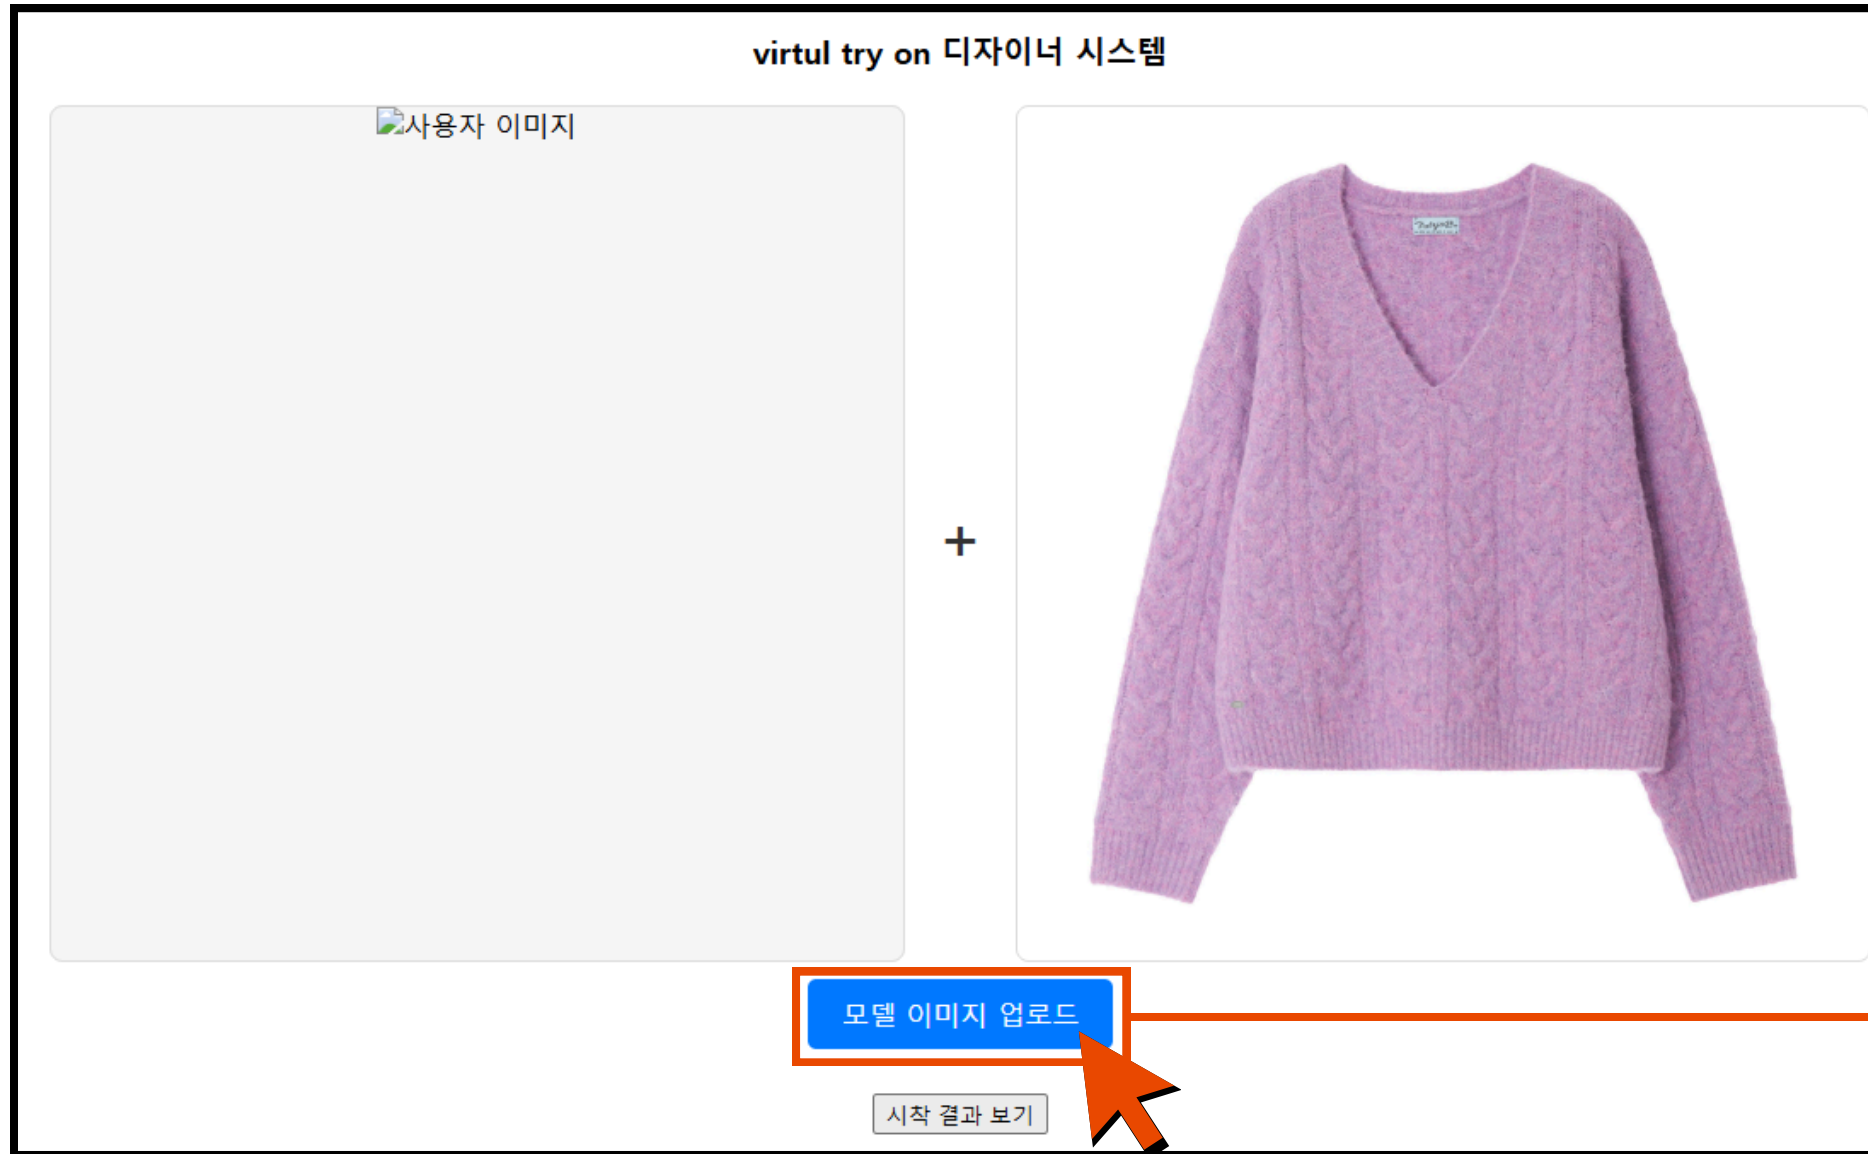 virtul try on 디자이너 시스템
사용자 이미지
+
모델 이미지 업로드
시착 결과 보기